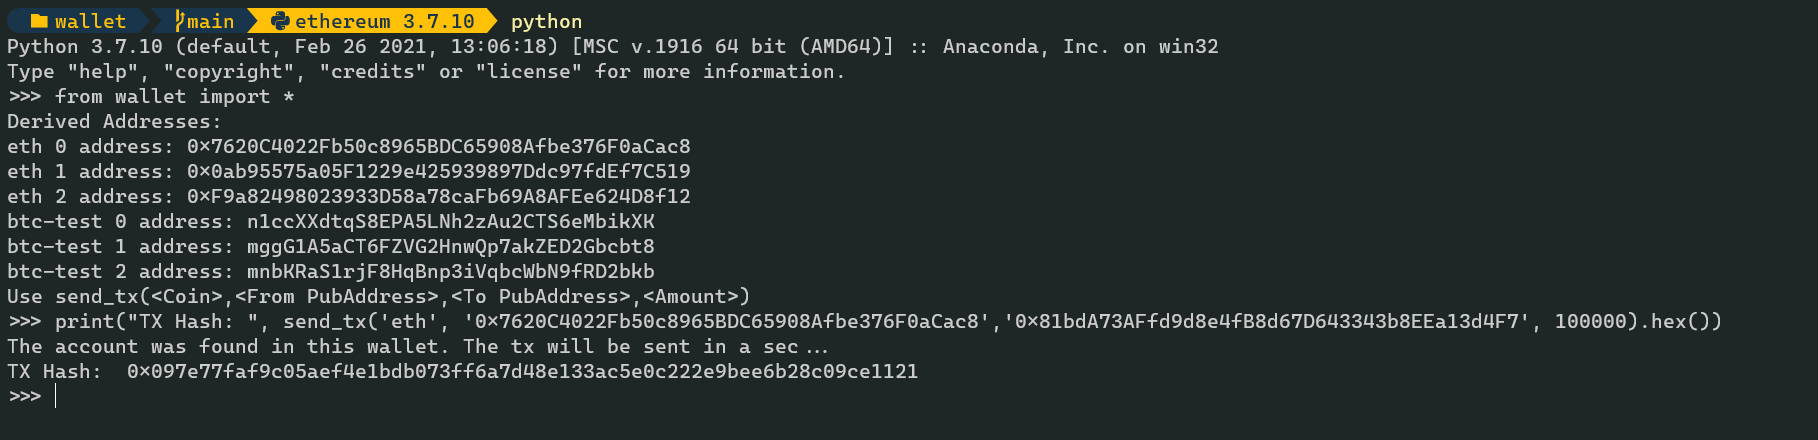 wallet main ethereum 3.7.10 python
Python 3.7.10 (default, Feb 26 2021, 13:06:18) [MSC v.1916 64 bit (AMD64)] :: Anaconda, Inc. on win32
Type "help", "copyright", "credits" or "license" for more information.
>>> from wallet import *
Derived Addresses:
eth 0 address: 0x7620C4022Fb50c8965BDC65908Afbe376F0aCac8
eth 1 address: 0x0ab95575a05F1229e425939897Ddc97fdEf7C519
eth 2 address: 0xF9a82498023933D58a78caFb69A8AFEe624D8f12
btc-test 0 address: n1ccXXdtqS8EPA5LNh2zAu2CTS6eMbikXK
btc-test 1 address: mggG1A5aCT6FZVG2HnwQp7akZED2Gbcbt8
btc-test 2 address: mnbKRaS1rjF8HqBnp3iVqbcWbN9fRD2bkb
Use send_tx(<Coin>,<From PubAddress>,<To PubAddress>,<Amount>)
>>> print("TX Hash: ", send_tx('eth', '0x7620C4022Fb50c8965BDC65908Afbe376F0aCac8','0x81bdA73AFfd9d8e4fB8d67D643343b8EEa13d4F7', 100000).hex())
The account was found in this wallet. The tx will be sent in a sec...
TX Hash:  0x097e77faf9c05aef4e1bdb073ff6a7d48e133ac5e0c222e9bee6b28c09ce1121
>>>